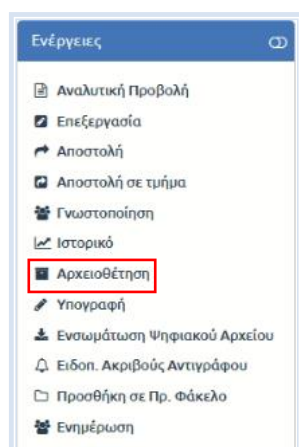 Ενέργειες
Αναλυτική Προβολή
Επεξεργασία
Αποστολή
Αποστολή σε τμήμα
Γνωστοποίηση
Ιστορικό
Αρχειοθέτηση
Υπογραφή
Ενσωμάτωση Ψηφιακού Αρχείου
Ειδοπ. Ακριβούς Αντιγράφου
Προσθήκη σε Πρ. Φάκελο
Ενημέρωση